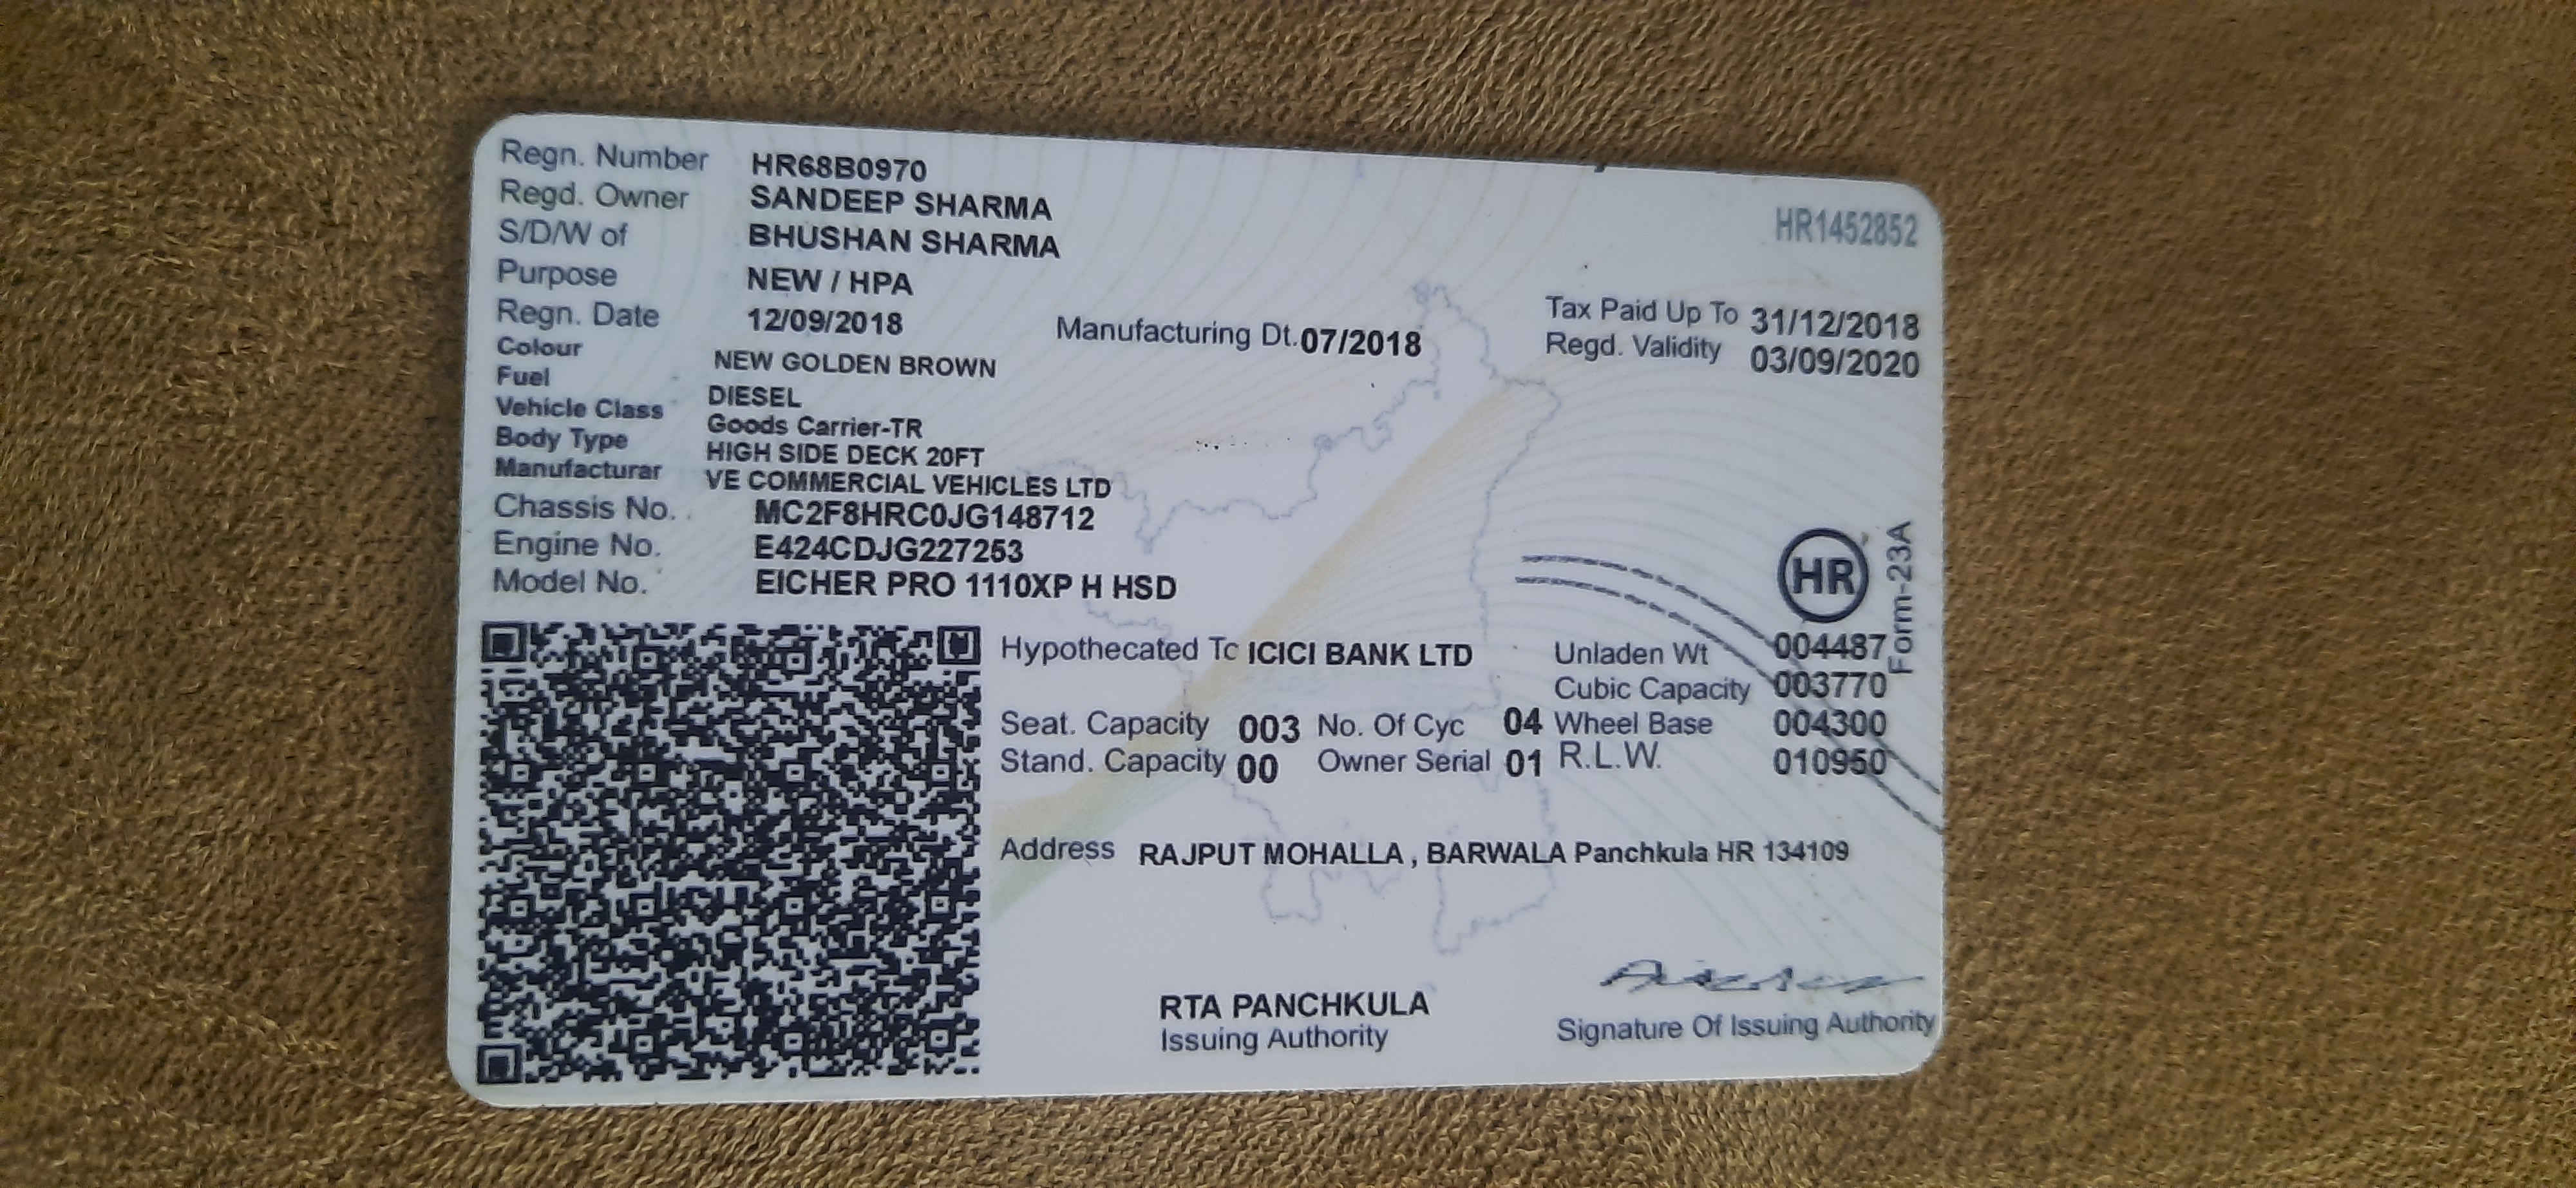 Regn. Number HR68B0970
Regd. Owner SANDEEP SHARMA
HR1452852
S/D/W of BHUSHAN SHARMA
Purpose NEW / HPA
Regn. Date 12/09/2018 Manufacturing Dt. 07/2018
Tax Paid Up To 31/12/2018
Regd. Validity 03/09/2020
Colour NEW GOLDEN BROWN
Fuel DIESEL
Vehicle Class Goods Carrier-TR
Body Type HIGH SIDE DECK 20FT
Manufacturar VE COMMERCIAL VEHICLES LTD
Chassis No. MC2F8HRC0JG148712
Engine No. E424CDJG227253
Model No. EICHER PRO 1110XP H HSD
HR
Form-23A
Hypothecated To ICICI BANK LTD Unladen Wt 004487
Cubic Capacity 003770
Seat. Capacity 003 No. Of Cyc 04 Wheel Base 004300
Stand. Capacity 00 Owner Serial 01 R.L.W. 010950
Address RAJPUT MOHALLA , BARWALA Panchkula HR 134109
RTA PANCHKULA
Issuing Authority
Signature Of Issuing Authority